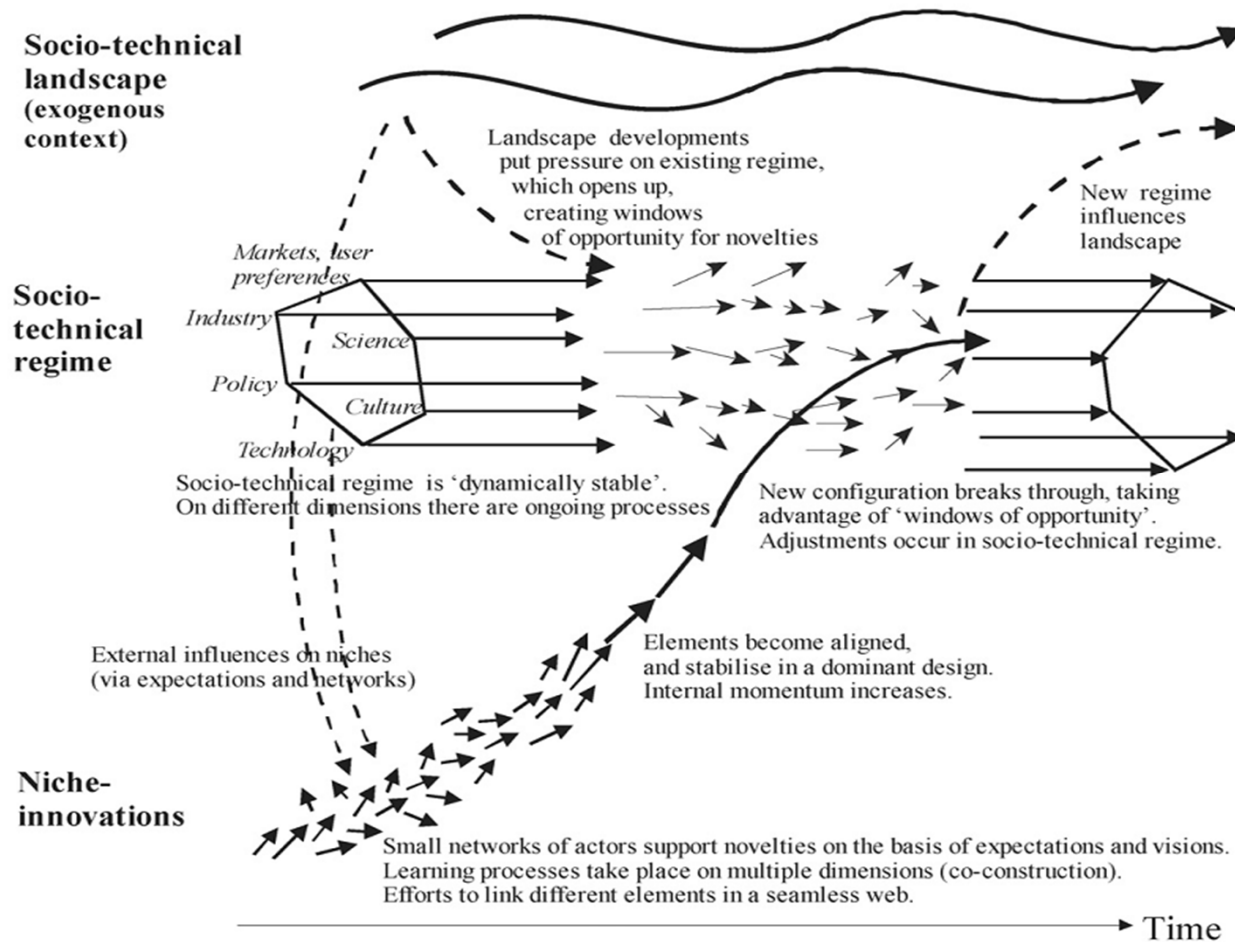 Socio-technical
landscape
(exogenous
context)
Landscape developments
put pressure on existing regime,
which opens up,
creating windows
of opportunity for novelties
New regime
influences
landscape
Socio-
technical
regime
Markets, user
preferences
Industry
Science
Policy
Culture
Technology
Socio-technical regime is ‘dynamically stable’.
On different dimensions there are ongoing processes
New configuration breaks through, taking
advantage of ‘windows of opportunity’.
Adjustments occur in socio-technical regime.
External influences on niches
(via expectations and networks)
Elements become aligned,
and stabilise in a dominant design.
Internal momentum increases.
Niche-
innovations
Small networks of actors support novelties on the basis of expectations and visions.
Learning processes take place on multiple dimensions (co-construction).
Efforts to link different elements in a seamless web.
Time